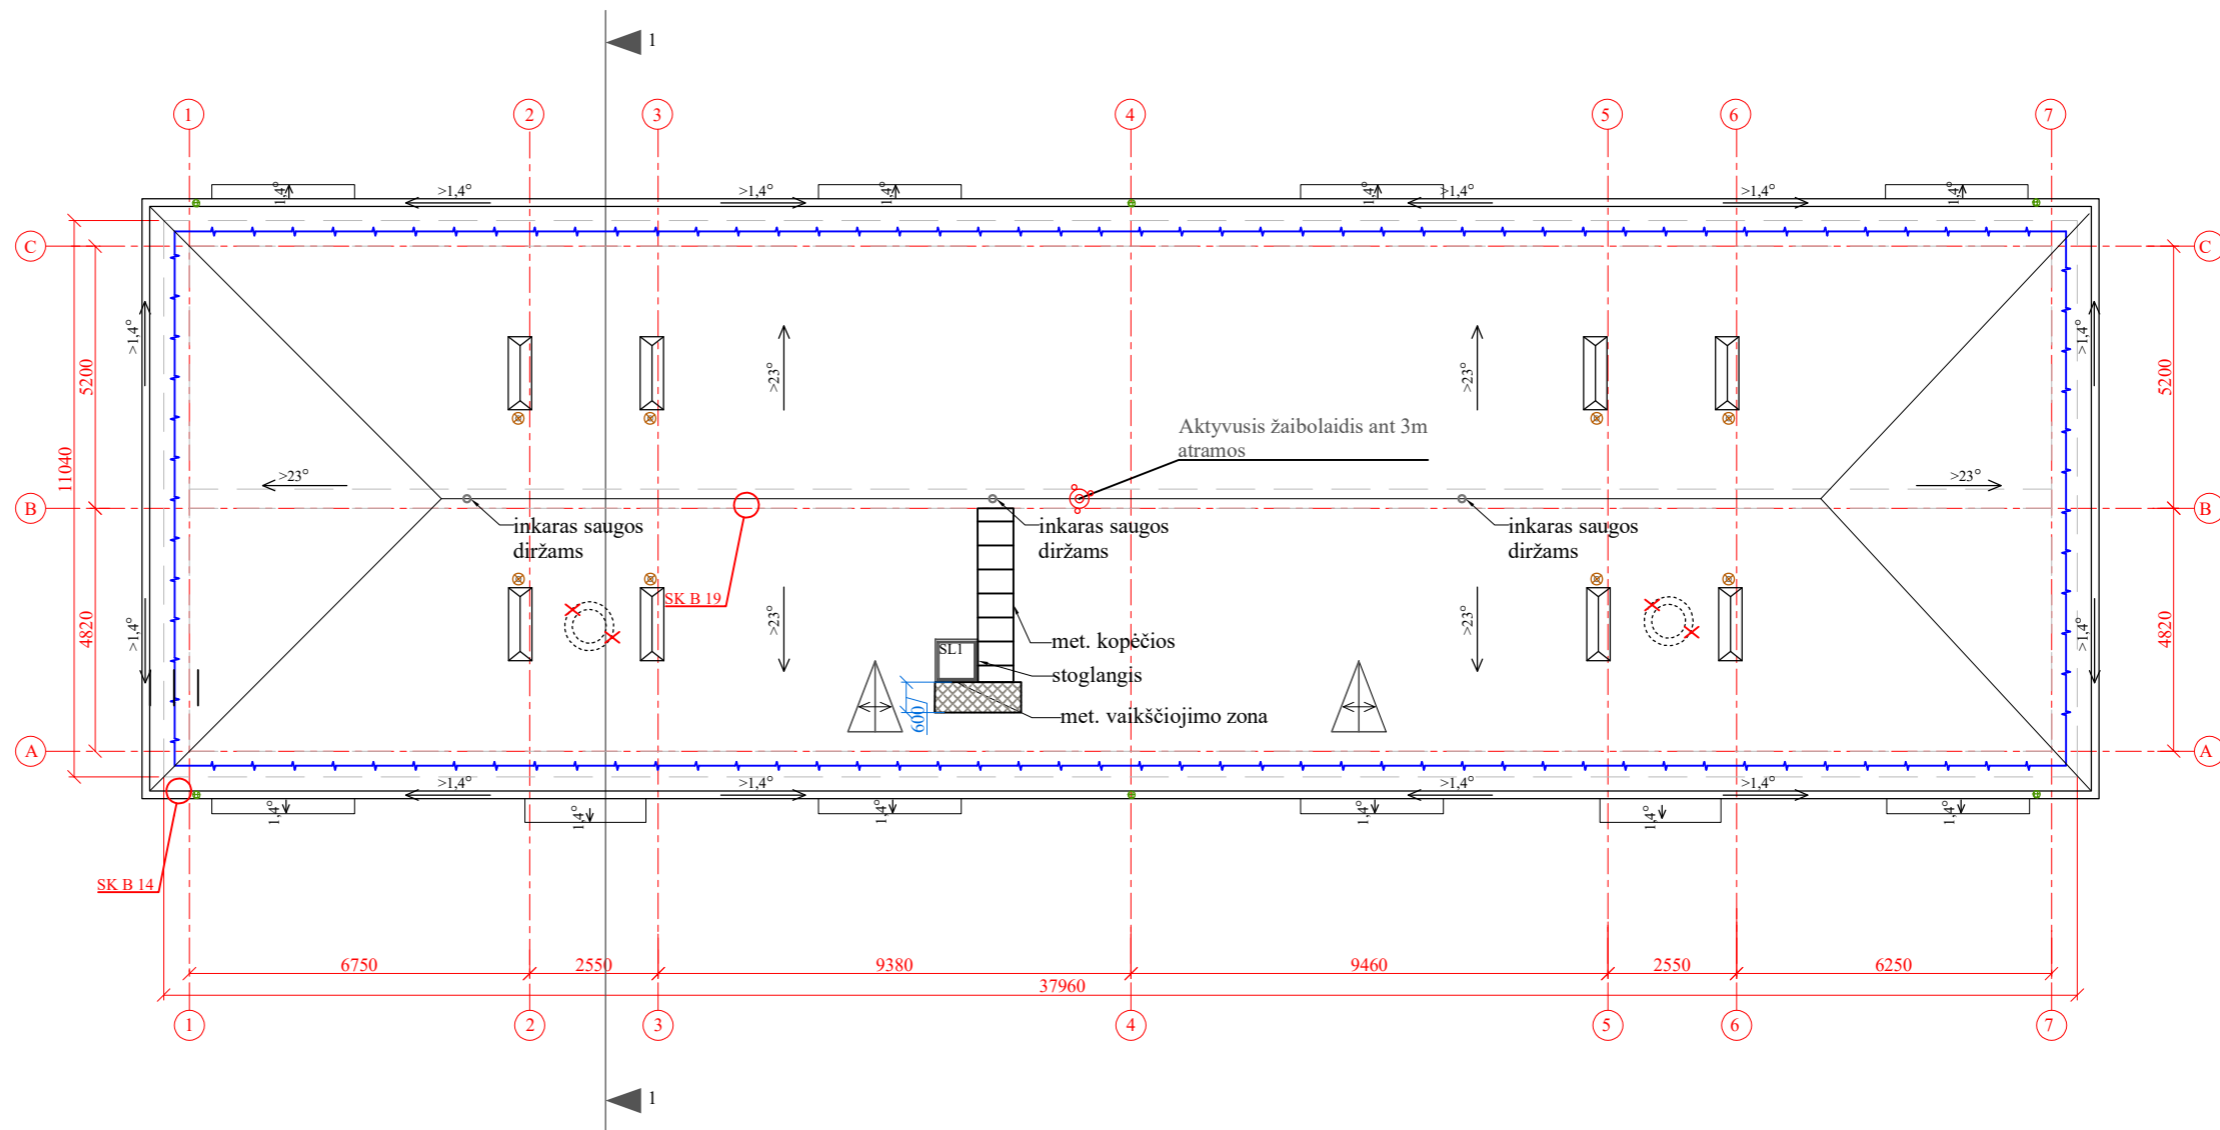 1
1
2
3
4
5
6
7
1,4°
>1,4°
>1,4°
1,4°
1,4°
>1,4°
>1,4°
1,4°
C
C
>1,4°
>1,4°
5200
5200
11040
>23°
>23°
Aktyvusis žaibolaidis ant 3m
atramos
>23°
>23°
B
B
inkaras saugos
diržams
inkaras saugos
diržams
inkaras saugos
diržams
SK B 19
>23°
>23°
4820
4820
>1,4°
>1,4°
met. kopėčios
SL1
stoglangis
met. vaikščiojimo zona
600
A
A
>1,4°
>1,4°
>1,4°
>1,4°
1,4°
1,4°
1,4°
1,4°
1,4°
1,4°
SK B 14
6750
2550
9380
9460
2550
6250
37960
1
2
3
4
5
6
7
1